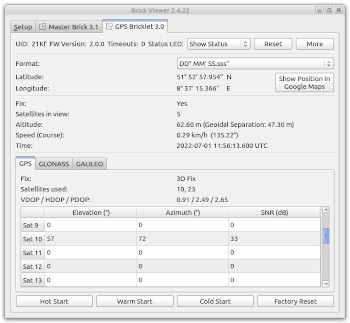 Brick Viewer 2.4.22
Setup Master Brick 3.1 GPS Bricklet 3.0
UID: 21KF FW Version: 2.0.0 Timeouts: 0 Status LED: Show Status Reset More
Format: DD° MM' SS.sss"
Latitude: 51° 52' 57.954" N
Longitude: 8° 37' 15.366" E
Show Position in
Google Maps
Fix: Yes
Satellites in view: 5
Altitude: 62.60 m (Geoidal Separation: 47.30 m)
Speed (Course): 0.29 km/h (135.22°)
Time: 2022-07-01 11:56:13.600 UTC
GPS GLONASS GALILEO
Fix: 3D Fix
Satellites used: 10, 23
VDOP / HDOP / PDOP: 0.91 / 2.49 / 2.65
Elevation (°) Azimuth (°) SNR (dB)
Sat 9 0 0 0
Sat 10 57 72 33
Sat 11 0 0 0
Sat 12 0 0 0
Sat 13 0 0 0
Hot Start Warm Start Cold Start Factory Reset